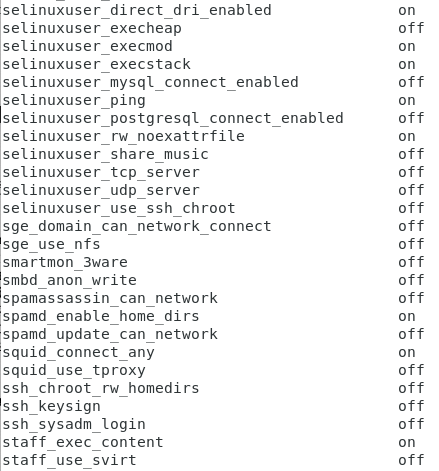 selinuxuser_direct_dri_enabled on
selinuxuser_execheap off
selinuxuser_execmod on
selinuxuser_execstack on
selinuxuser_mysql_connect_enabled off
selinuxuser_ping on
selinuxuser_postgresql_connect_enabled off
selinuxuser_rw_noexattrfile on
selinuxuser_share_music off
selinuxuser_tcp_server off
selinuxuser_udp_server off
selinuxuser_use_ssh_chroot off
sge_domain_can_network_connect off
sge_use_nfs off
smartmon_3ware off
smbd_anon_write off
spamassassin_can_network off
spamd_enable_home_dirs on
spamd_update_can_network off
squid_connect_any on
squid_use_tproxy off
ssh_chroot_rw_homedirs off
ssh_keysign off
ssh_sysadm_login off
staff_exec_content on
staff_use_svirt off